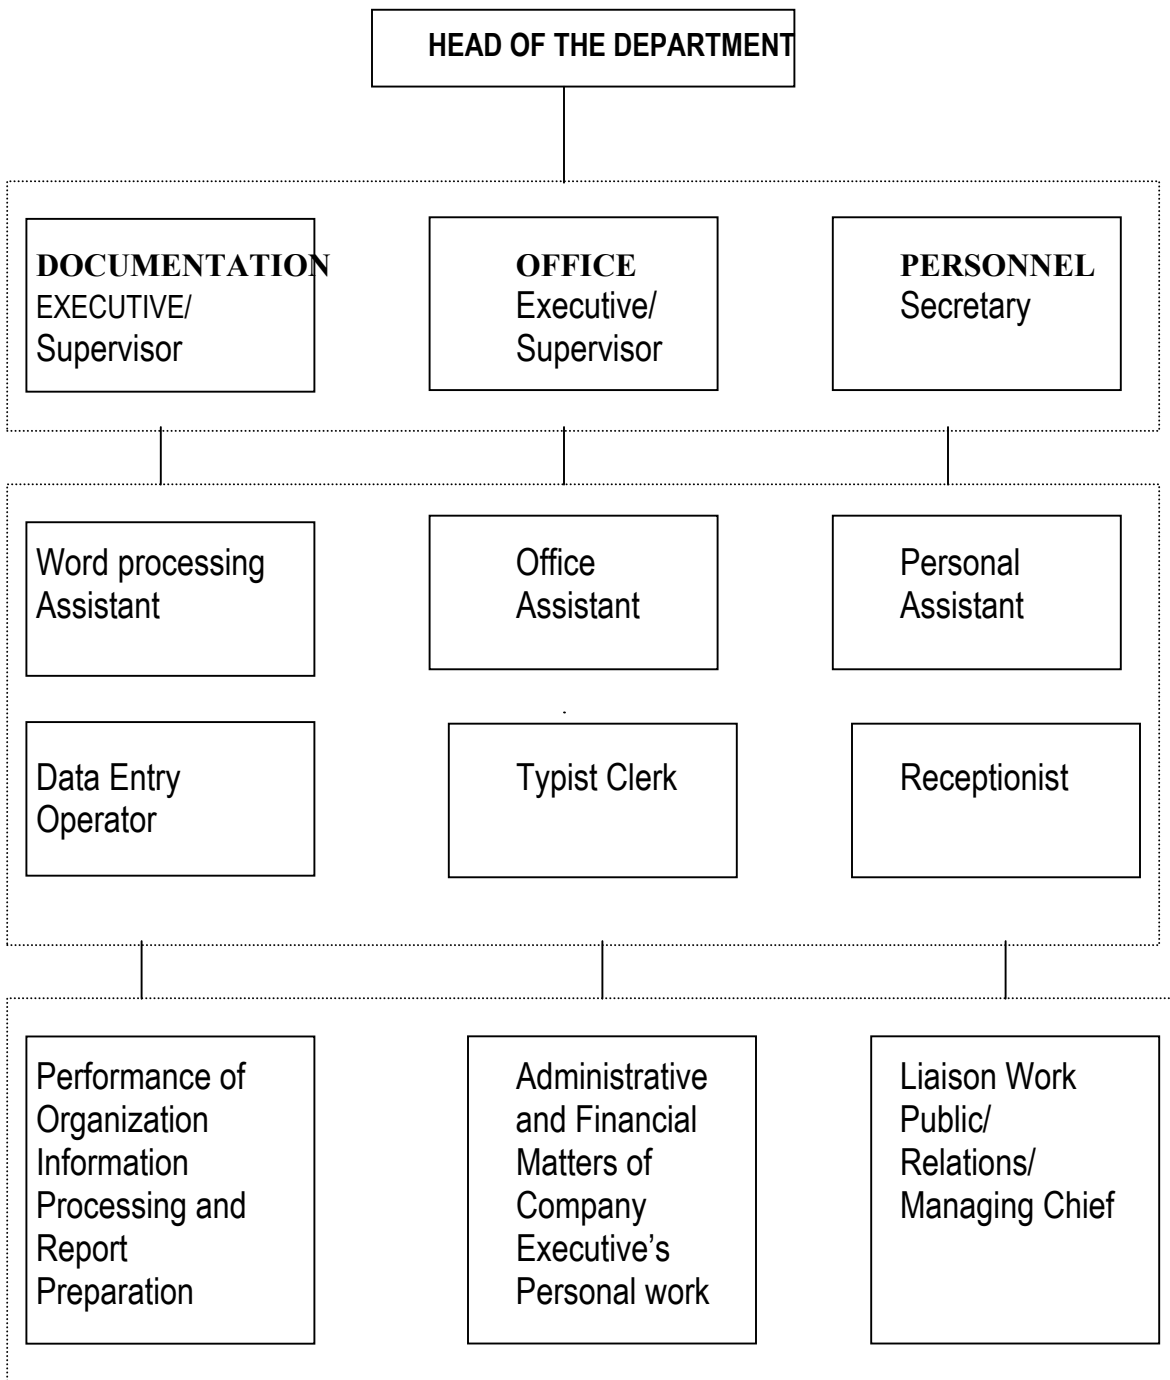 HEAD OF THE DEPARTMENT
DOCUMENTATION
EXECUTIVE/
Supervisor
OFFICE
Executive/
Supervisor
PERSONNEL
Secretary
Word processing
Assistant
Office
Assistant
Personal
Assistant
Data Entry
Operator
Typist Clerk
Receptionist
Performance of
Organization
Information
Processing and
Report
Preparation
Administrative
and Financial
Matters of
Company
Executive’s
Personal work
Liaison Work
Public/
Relations/
Managing Chief